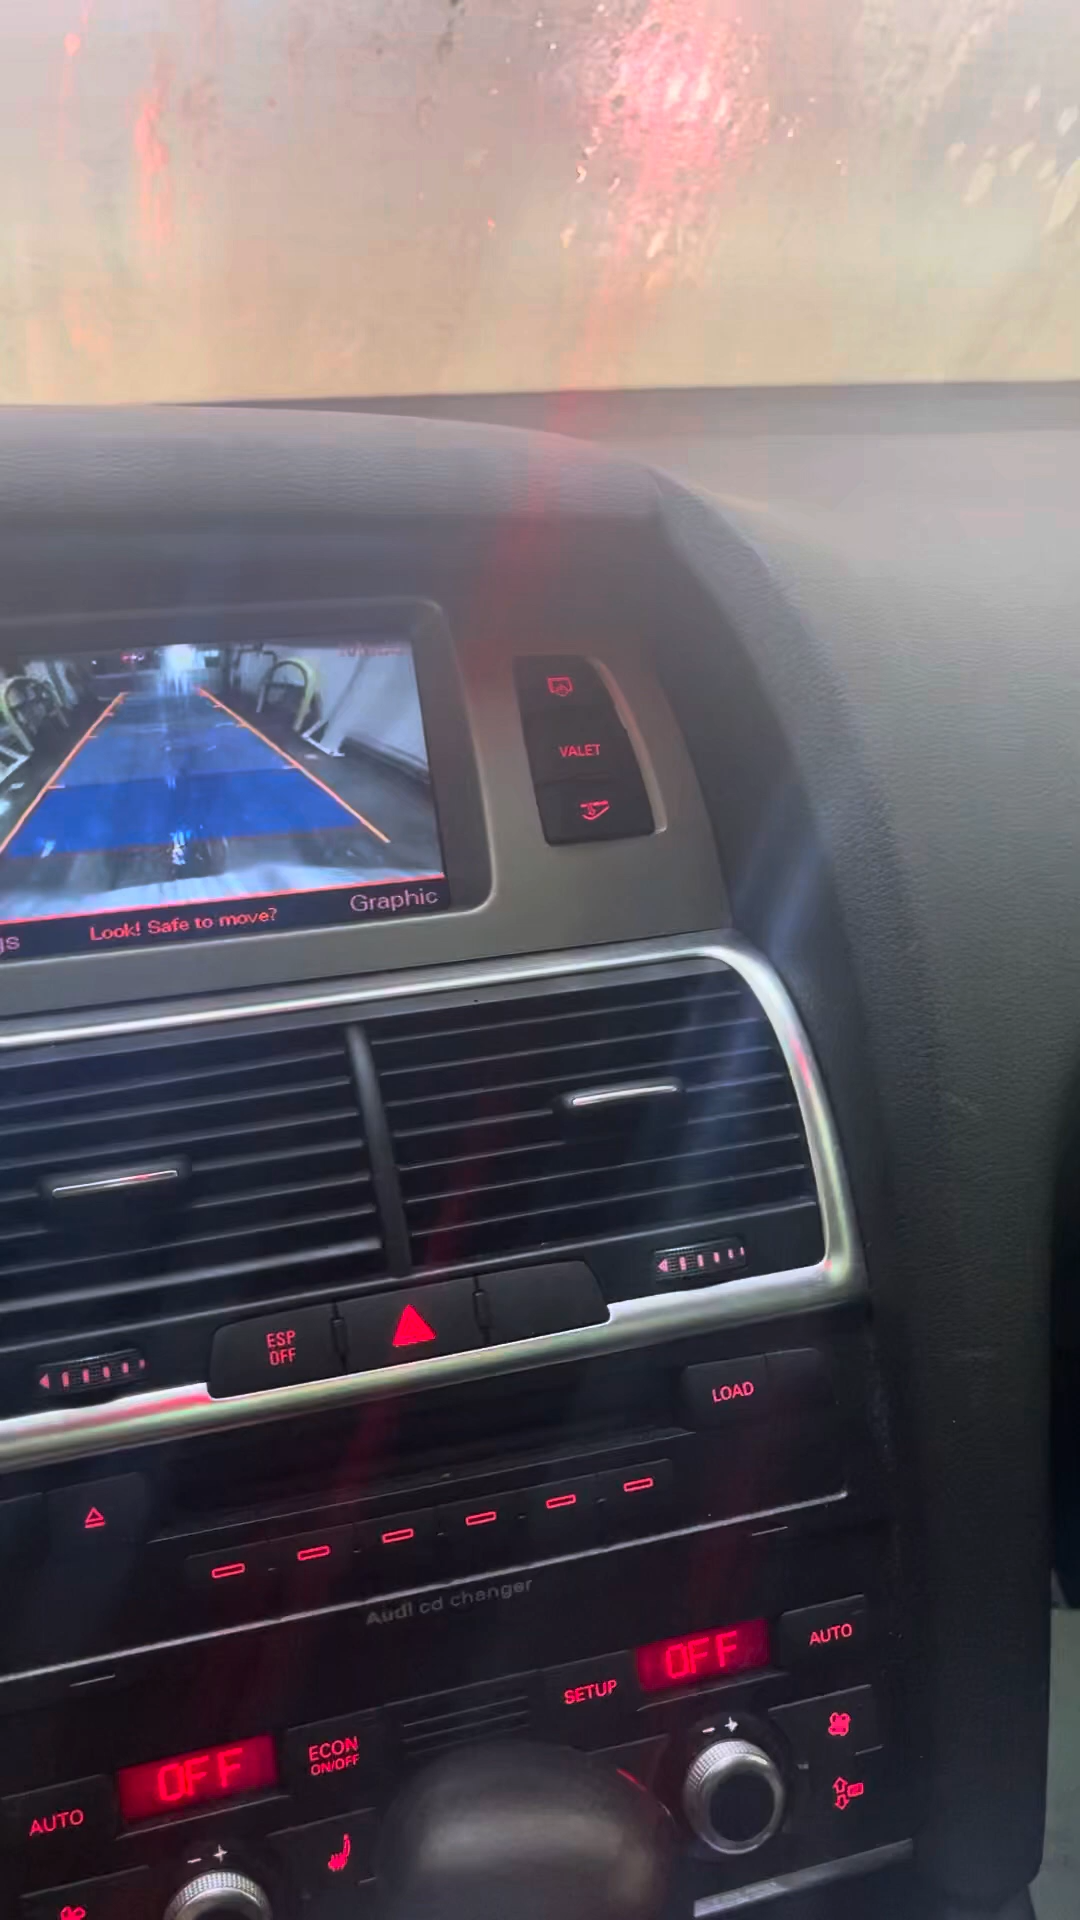 VALET
Graphic
Look! Safe to move?
gs
ESP
OFF
LOAD
Audi cd changer
AUTO
OFF
SETUP
ECON
ON/OFF
OFF
AUTO
- +
- +